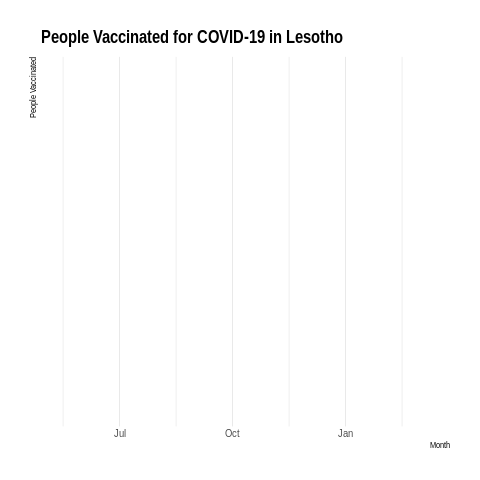 People Vaccinated for COVID-19 in Lesotho
People Vaccinated
Jul Oct Jan
Month